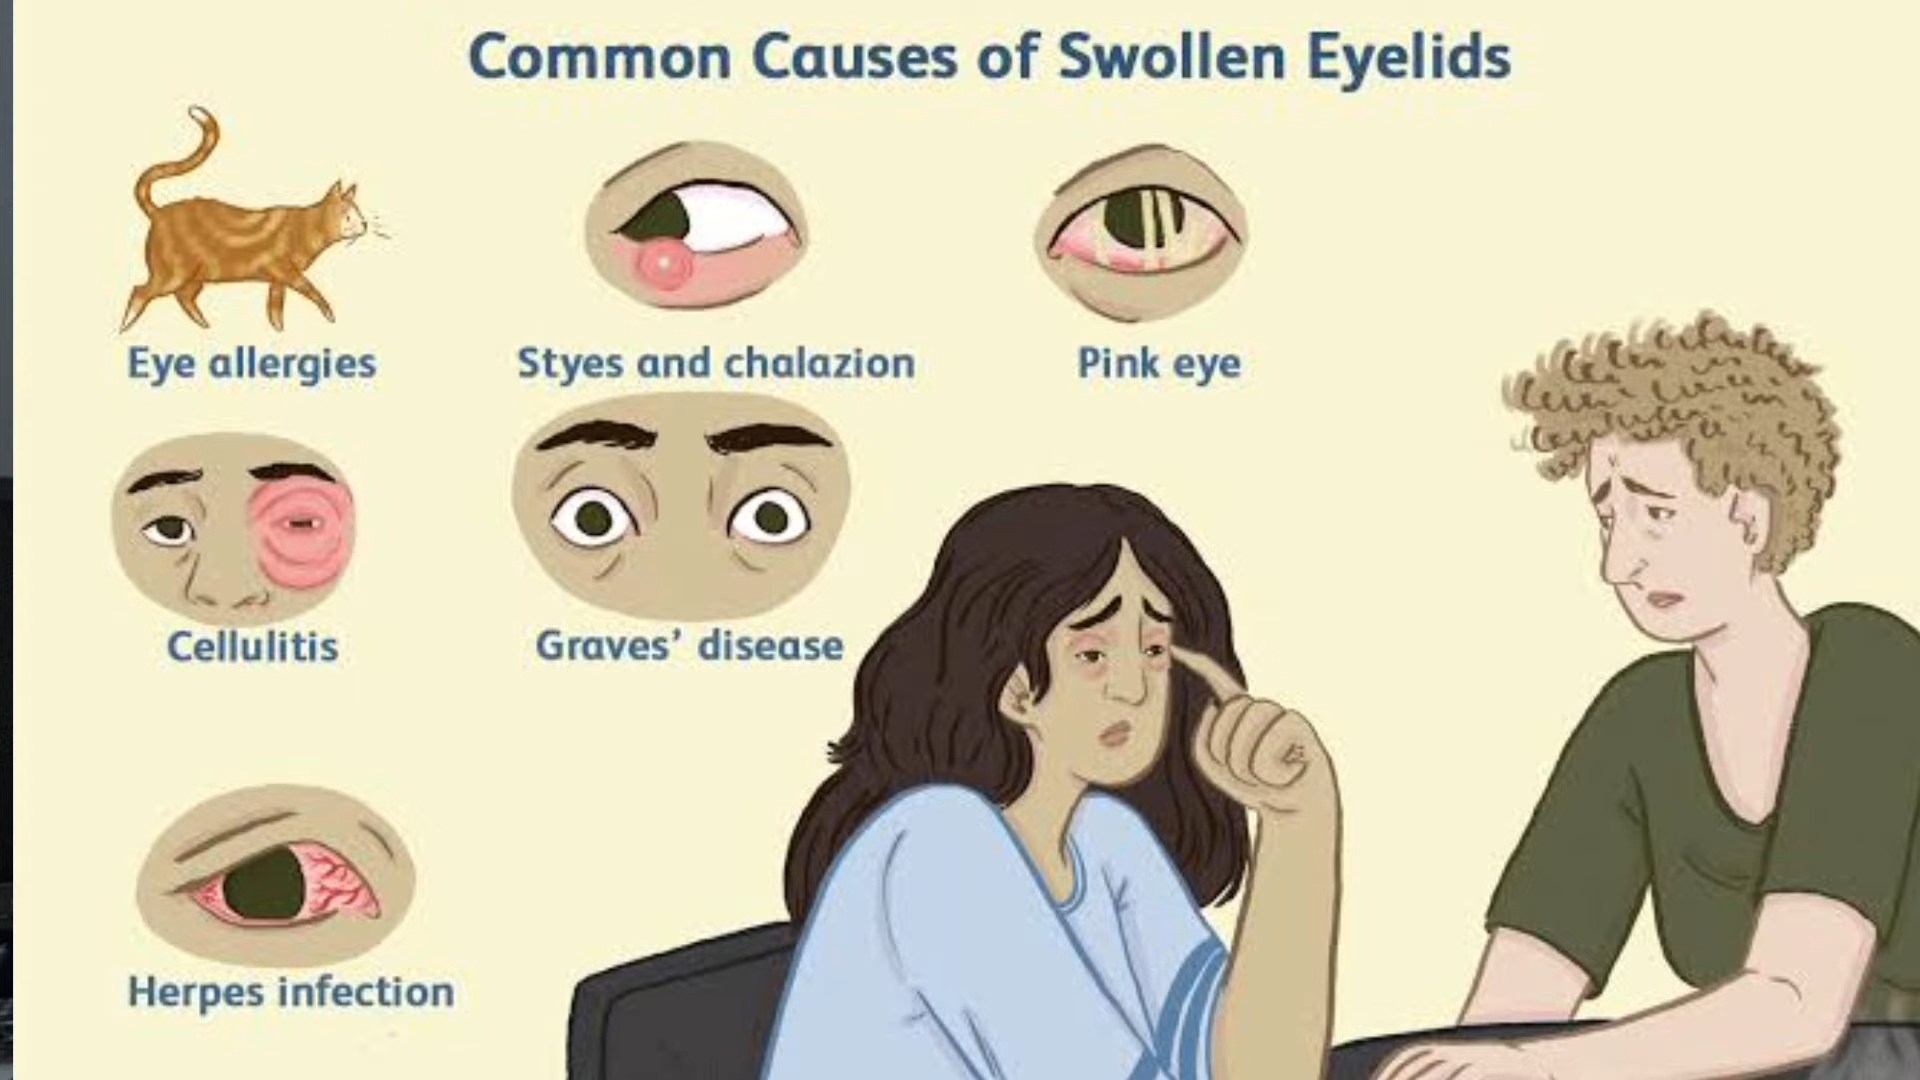 Common Causes of Swollen Eyelids
Eye allergies
Styes and chalazion
Pink eye
Cellulitis
Graves’ disease
Herpes infection